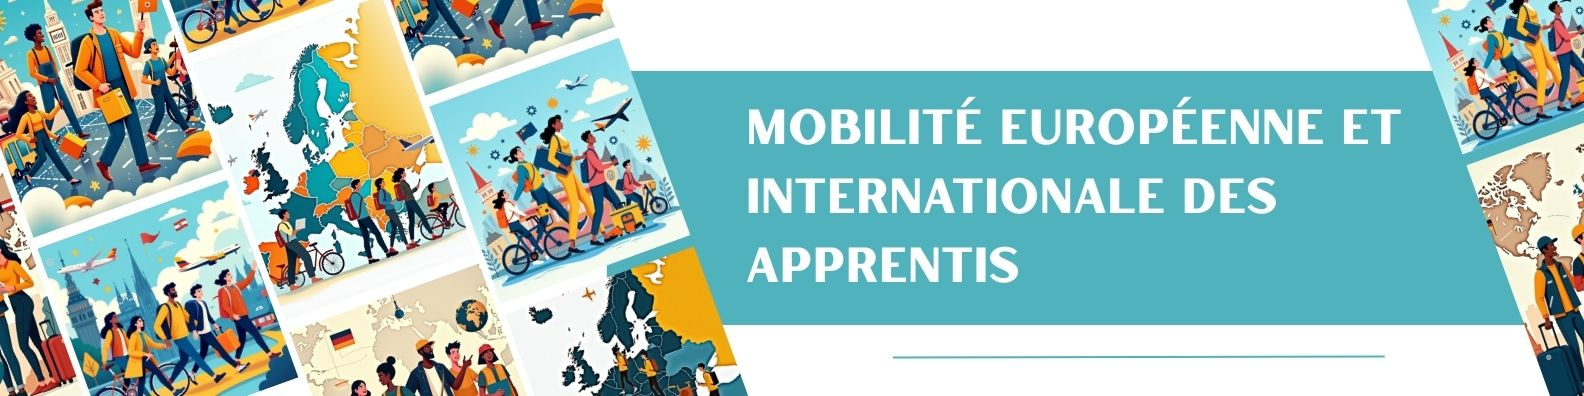 MOBILITÉ EUROPÉENNE ET
INTERNATIONALE DES
APPRENTIS